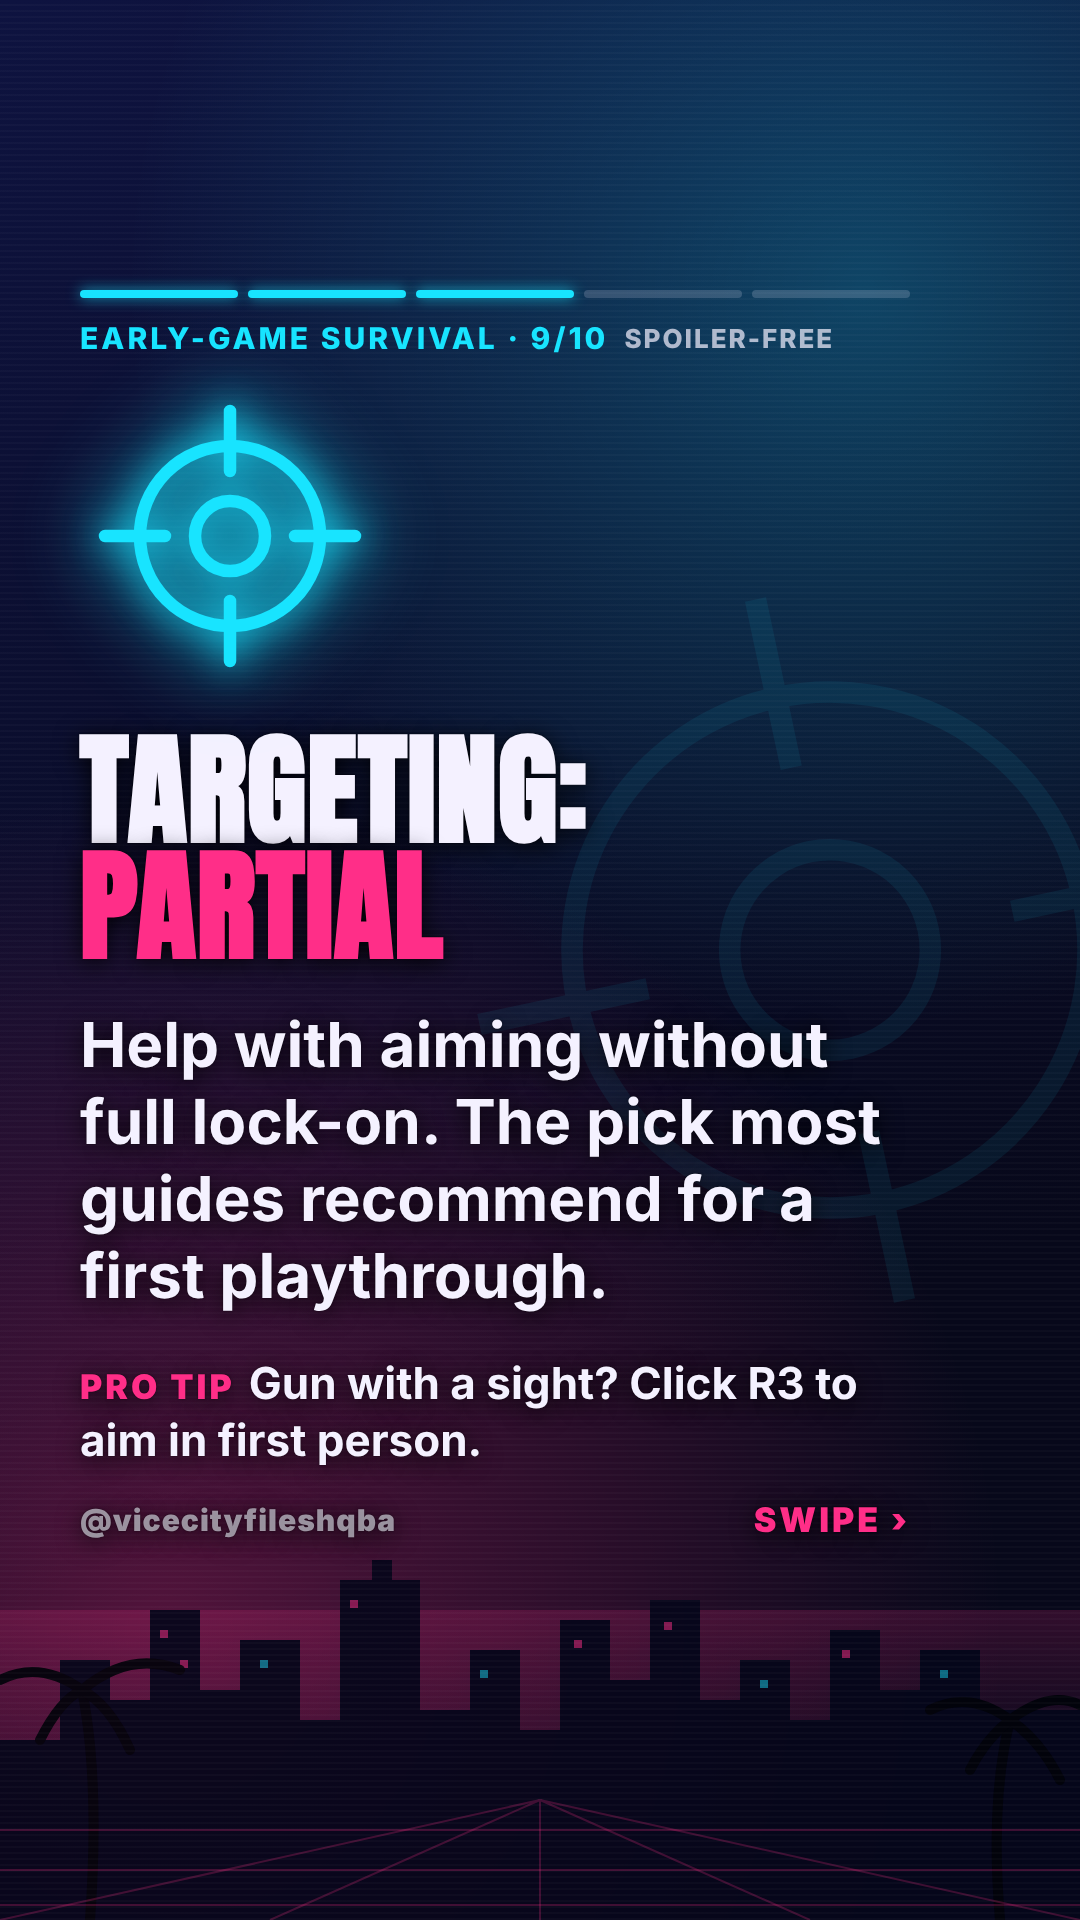 EARLY-GAME SURVIVAL · 9/10 SPOILER-FREE
TARGETING:
PARTIAL
Help with aiming without
full lock-on. The pick most
guides recommend for a
first playthrough.
PRO TIP Gun with a sight? Click R3 to
aim in first person.
@vicecityfileshqba
SWIPE ›